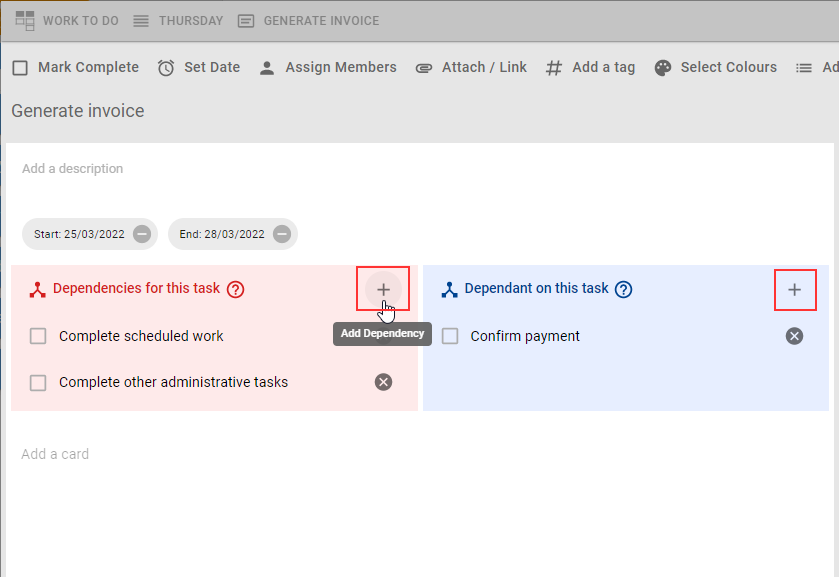 WORK TO DO THURSDAY GENERATE INVOICE
Mark Complete Set Date Assign Members Attach / Link # Add a tag Select Colours Ad
Generate invoice
Add a description
Start: 25/03/2022 End: 28/03/2022
Dependencies for this task ? + Dependant on this task ? +
Add Dependency
Complete scheduled work Confirm payment
Complete other administrative tasks
Add a card